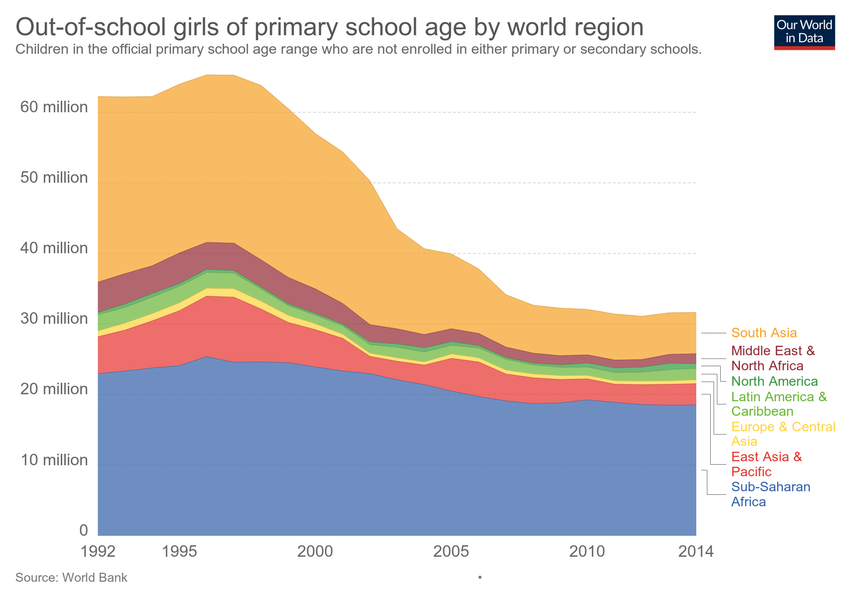 Out-of-school girls of primary school age by world region
Children in the official primary school age range who are not enrolled in either primary or secondary schools.
Our World
in Data
60 million
50 million
40 million
30 million
20 million
10 million
0
1992
1995
2000
2005
2010
2014
South Asia
Middle East &
North Africa
North America
Latin America &
Caribbean
Europe & Central
Asia
East Asia &
Pacific
Sub-Saharan
Africa
Source: World Bank